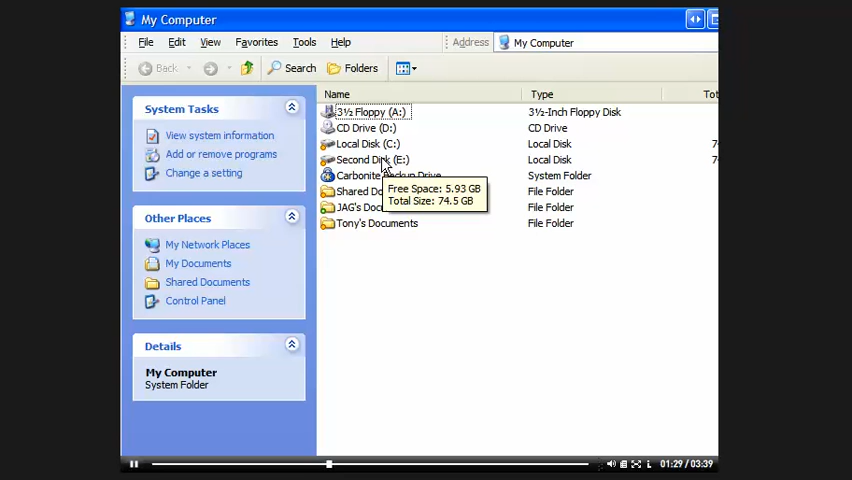 My Computer
File Edit View Favorites Tools Help Address My Computer
Back Search Folders
System Tasks
View system information
Add or remove programs
Change a setting
Other Places
My Network Places
My Documents
Shared Documents
Control Panel
Details
My Computer
System Folder
Name Type
3½ Floppy (A:) 3½-Inch Floppy Disk
CD Drive (D:) CD Drive
Local Disk (C:) Local Disk
Second Disk (E:) Local Disk
Carbonite Backup Drive System Folder
Shared File Folder
JAG's File Folder
Tony's Documents File Folder
Free Space: 5.93 GB
Total Size: 74.5 GB
01:29 / 03:39